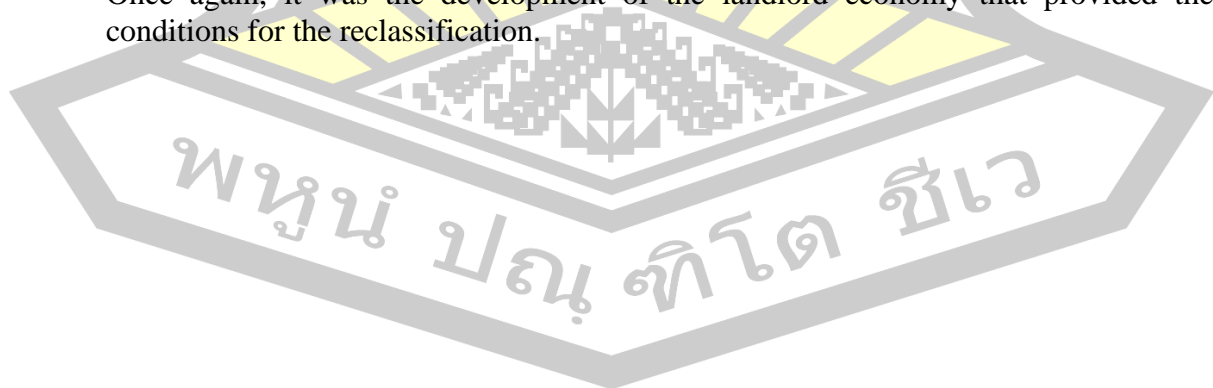 Once again, it was the development of the landlord economy that provided the
conditions for the reclassification.
พหูนํ ปณฺฑิโต ชีเว